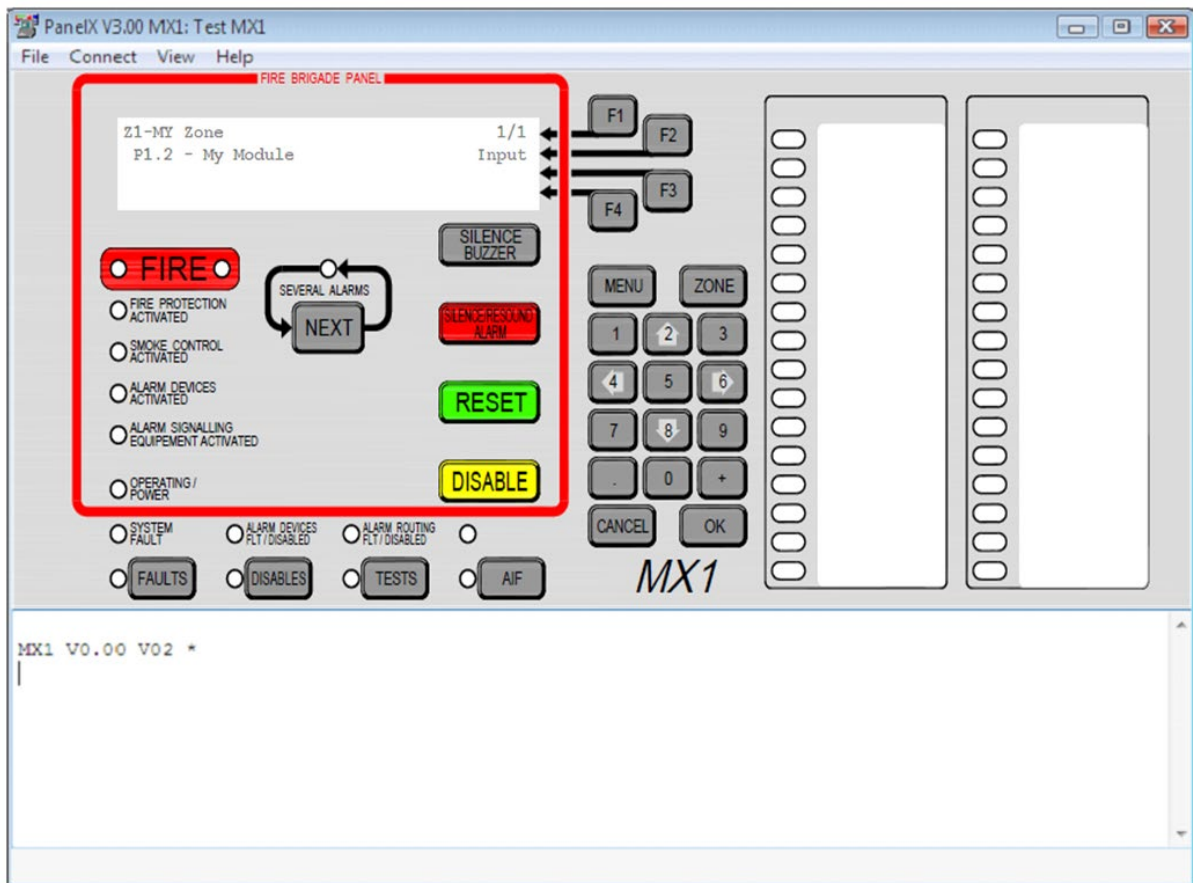 PanelX V3.00 MX1: Test MX1
File Connect View Help
FIRE BRIGADE PANEL
Z1-MY Zone 1/1
P1.2 - My Module Input
F1
F2
F3
F4
SILENCE
BUZZER
FIRE
SEVERAL ALARMS
NEXT
FIRE PROTECTION
ACTIVATED
SILENCE/RESOUND
ALARM
SMOKE CONTROL
ACTIVATED
ALARM DEVICES
ACTIVATED
RESET
ALARM SIGNALLING
EQUIPEMENT ACTIVATED
OPERATING /
POWER
DISABLE
MENU ZONE
1 2 3
4 5 6
7 8 9
. 0 +
CANCEL OK
SYSTEM
FAULT
ALARM DEVICES
FLT / DISABLED
ALARM ROUTING
FLT / DISABLED
FAULTS DISABLES TESTS AIF
MX1
MX1 V0.00 V02 *